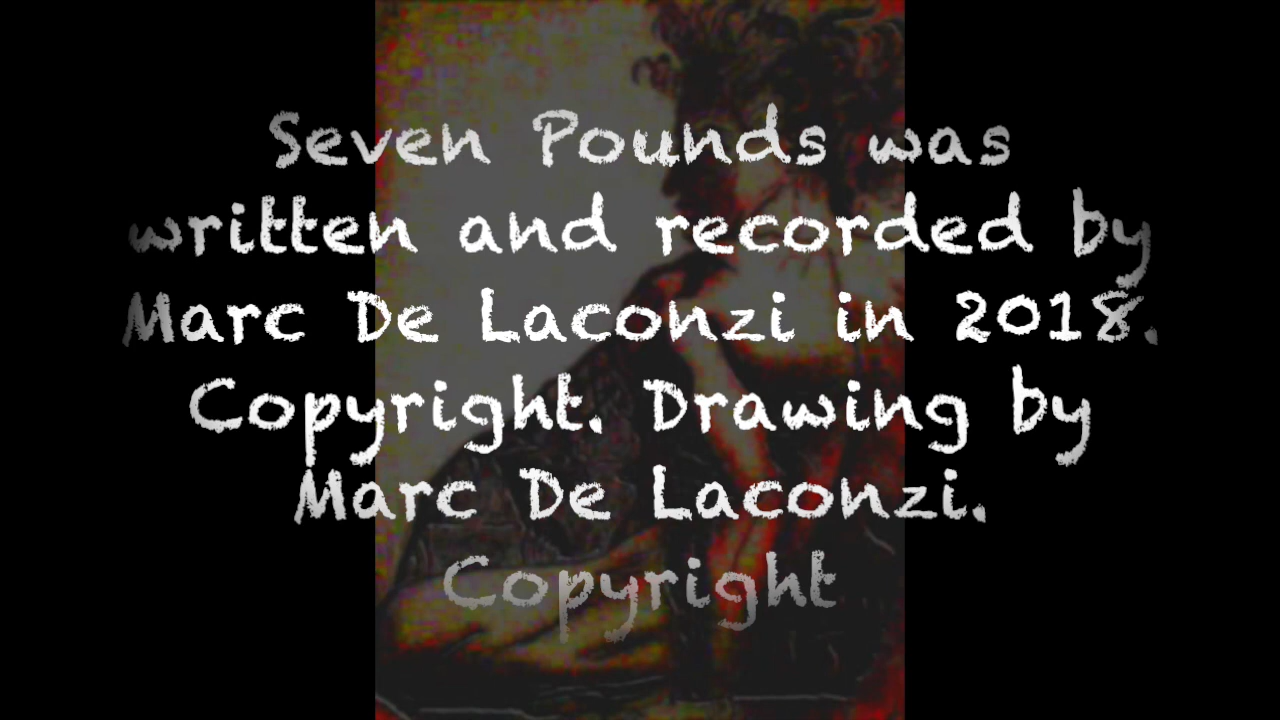 Seven Pounds was
written and recorded by
Marc De Laconzi in 2018.
Copyright. Drawing by
Marc De Laconzi.
Copyright